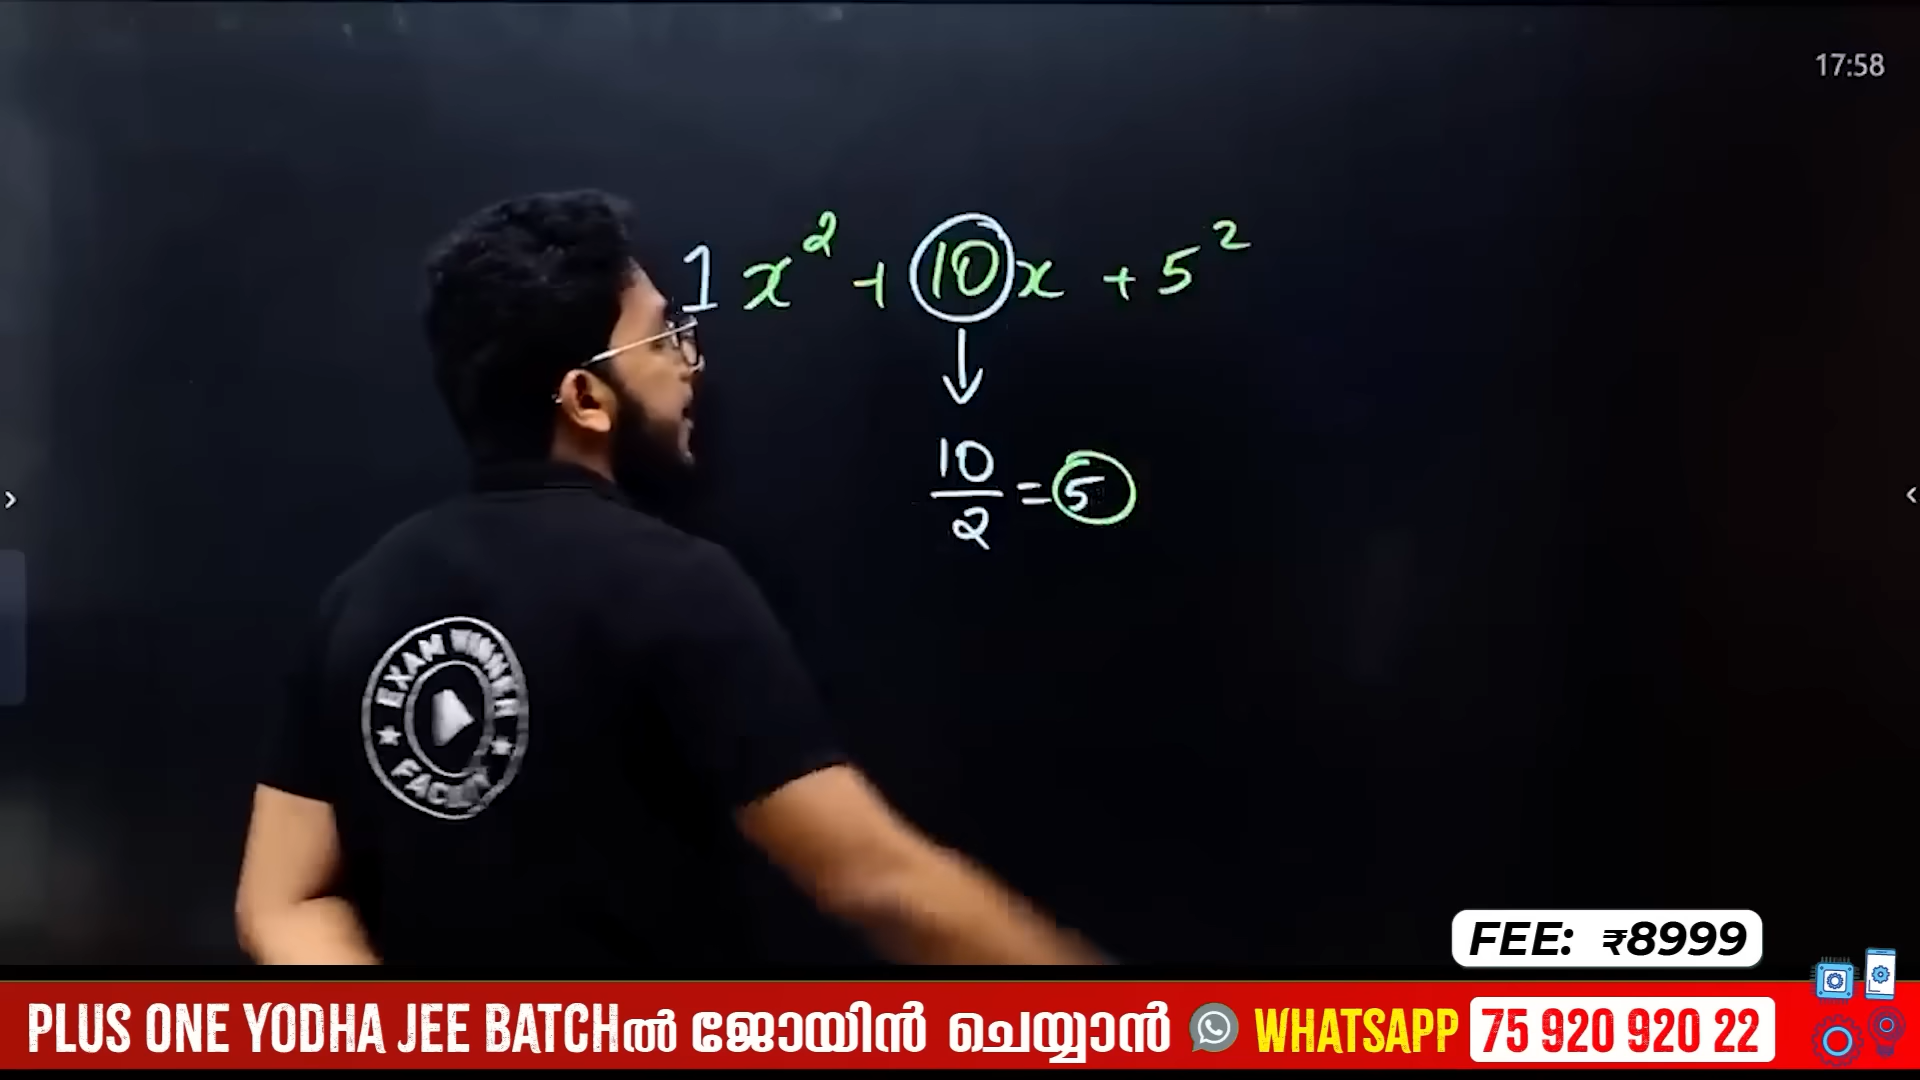 17:58
1x² + 10x + 5²
10/2 = 5
EXAM WINNER
FACULTY
FEE: ₹8999
PLUS ONE YODHA JEE BATCHൽ ജോയിൻ ചെയ്യാൻ WHATSAPP 75 920 920 22